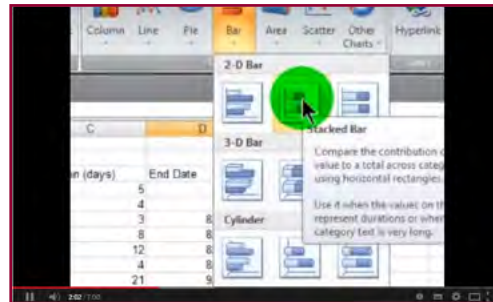 Column Line Pie Bar Area Scatter Other Charts Hyperlink
2-D Bar
Stacked Bar
Compare the contribution
value to a total across categ
using horizontal rectangles.
Use it when the values on th
represent durations or when
category text is very long.
3-D Bar
Cylinder
C D
n (days) End Date
5
4
3 8
8 8
12 8
4 8
21 9
2:02